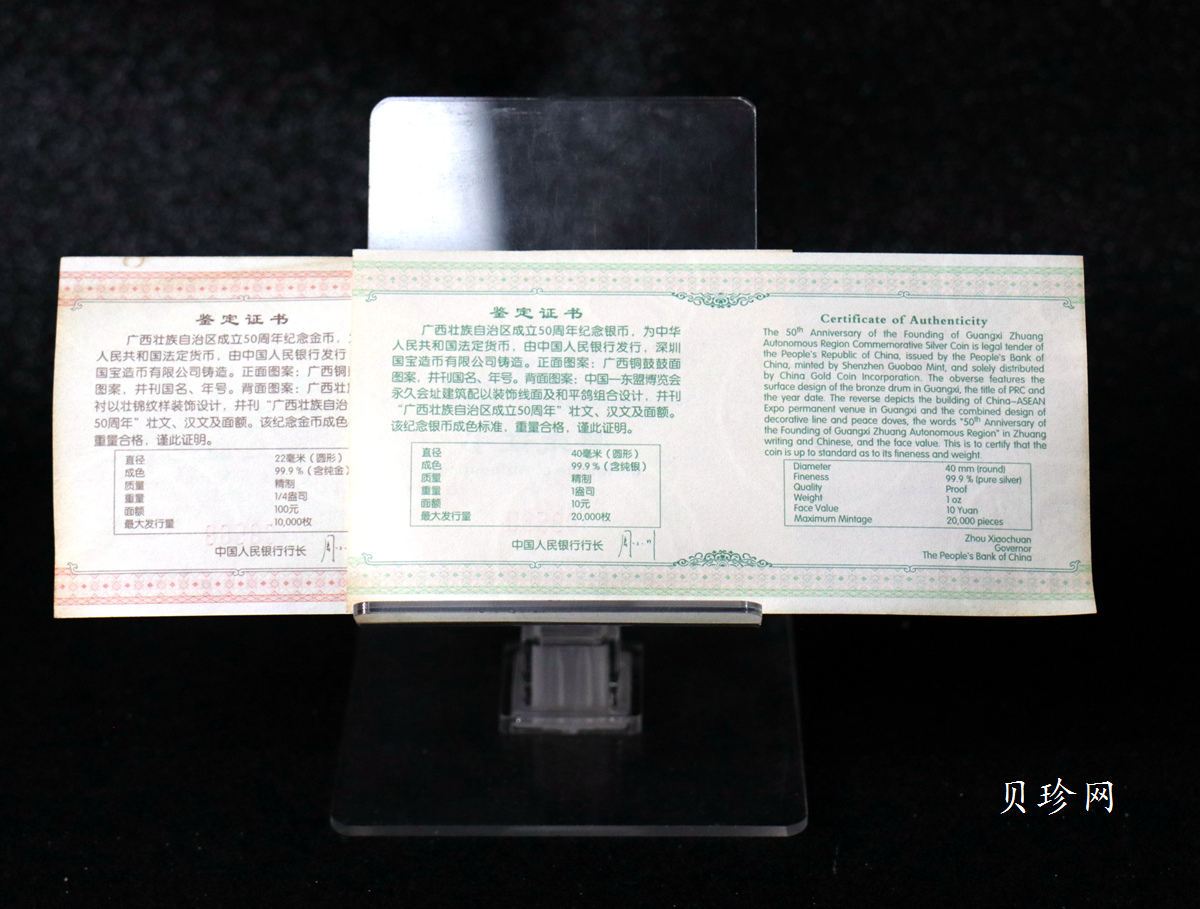 鉴定证书
广西壮族自治区成立50周年纪念金币，
人民共和国法定货币，由中国人民银行发行
国宝造币有限公司铸造。正面图案：广西铜
图案，并刊国名、年号。背面图案：广西壮
衬以壮锦纹样装饰设计，并刊“广西壮族自治
50周年”壮文、汉文及面额。该纪念金币成色
重量合格，谨此证明。
直径 22毫米（圆形）
成色 99.9％（含纯金）
质量 精制
重量 1/4盎司
面额 100元
最大发行量 10,000枚
中国人民银行行长
鉴定证书
广西壮族自治区成立50周年纪念银币，为中华
人民共和国法定货币，由中国人民银行发行，深圳
国宝造币有限公司铸造。正面图案：广西铜鼓鼓面
图案，并刊国名、年号。背面图案：中国—东盟博览会
永久会址建筑配以装饰线面及和平鸽组合设计，并刊
“广西壮族自治区成立50周年”壮文、汉文及面额。
该纪念银币成色标准，重量合格，谨此证明。
直径 40毫米（圆形）
成色 99.9％（含纯银）
质量 精制
重量 1盎司
面额 10元
最大发行量 20,000枚
中国人民银行行长
Certificate of Authenticity
The 50th Anniversary of the Founding of Guangxi Zhuang
Autonomous Region Commemorative Silver Coin is legal tender of
the People's Republic of China, issued by the People's Bank of
China, minted by Shenzhen Guobao Mint, and solely distributed
by China Gold Coin Incorporation. The obverse features the
surface design of the bronze drum in Guangxi, the title of PRC and
the year date. The reverse depicts the building of China-ASEAN
Expo permanent venue in Guangxi and the combined design of
decorative line and peace doves, the words "50th Anniversary of
the Founding of Guangxi Zhuang Autonomous Region" in Zhuang
writing and Chinese, and the face value. This is to certify that the
coin is up to standard as to its fineness and weight.
Diameter 40 mm (round)
Fineness 99.9 % (pure silver)
Quality Proof
Weight 1 oz
Face Value 10 Yuan
Maximum Mintage 20,000 pieces
Zhou Xiaochuan
Governor
The People's Bank of China
贝珍网